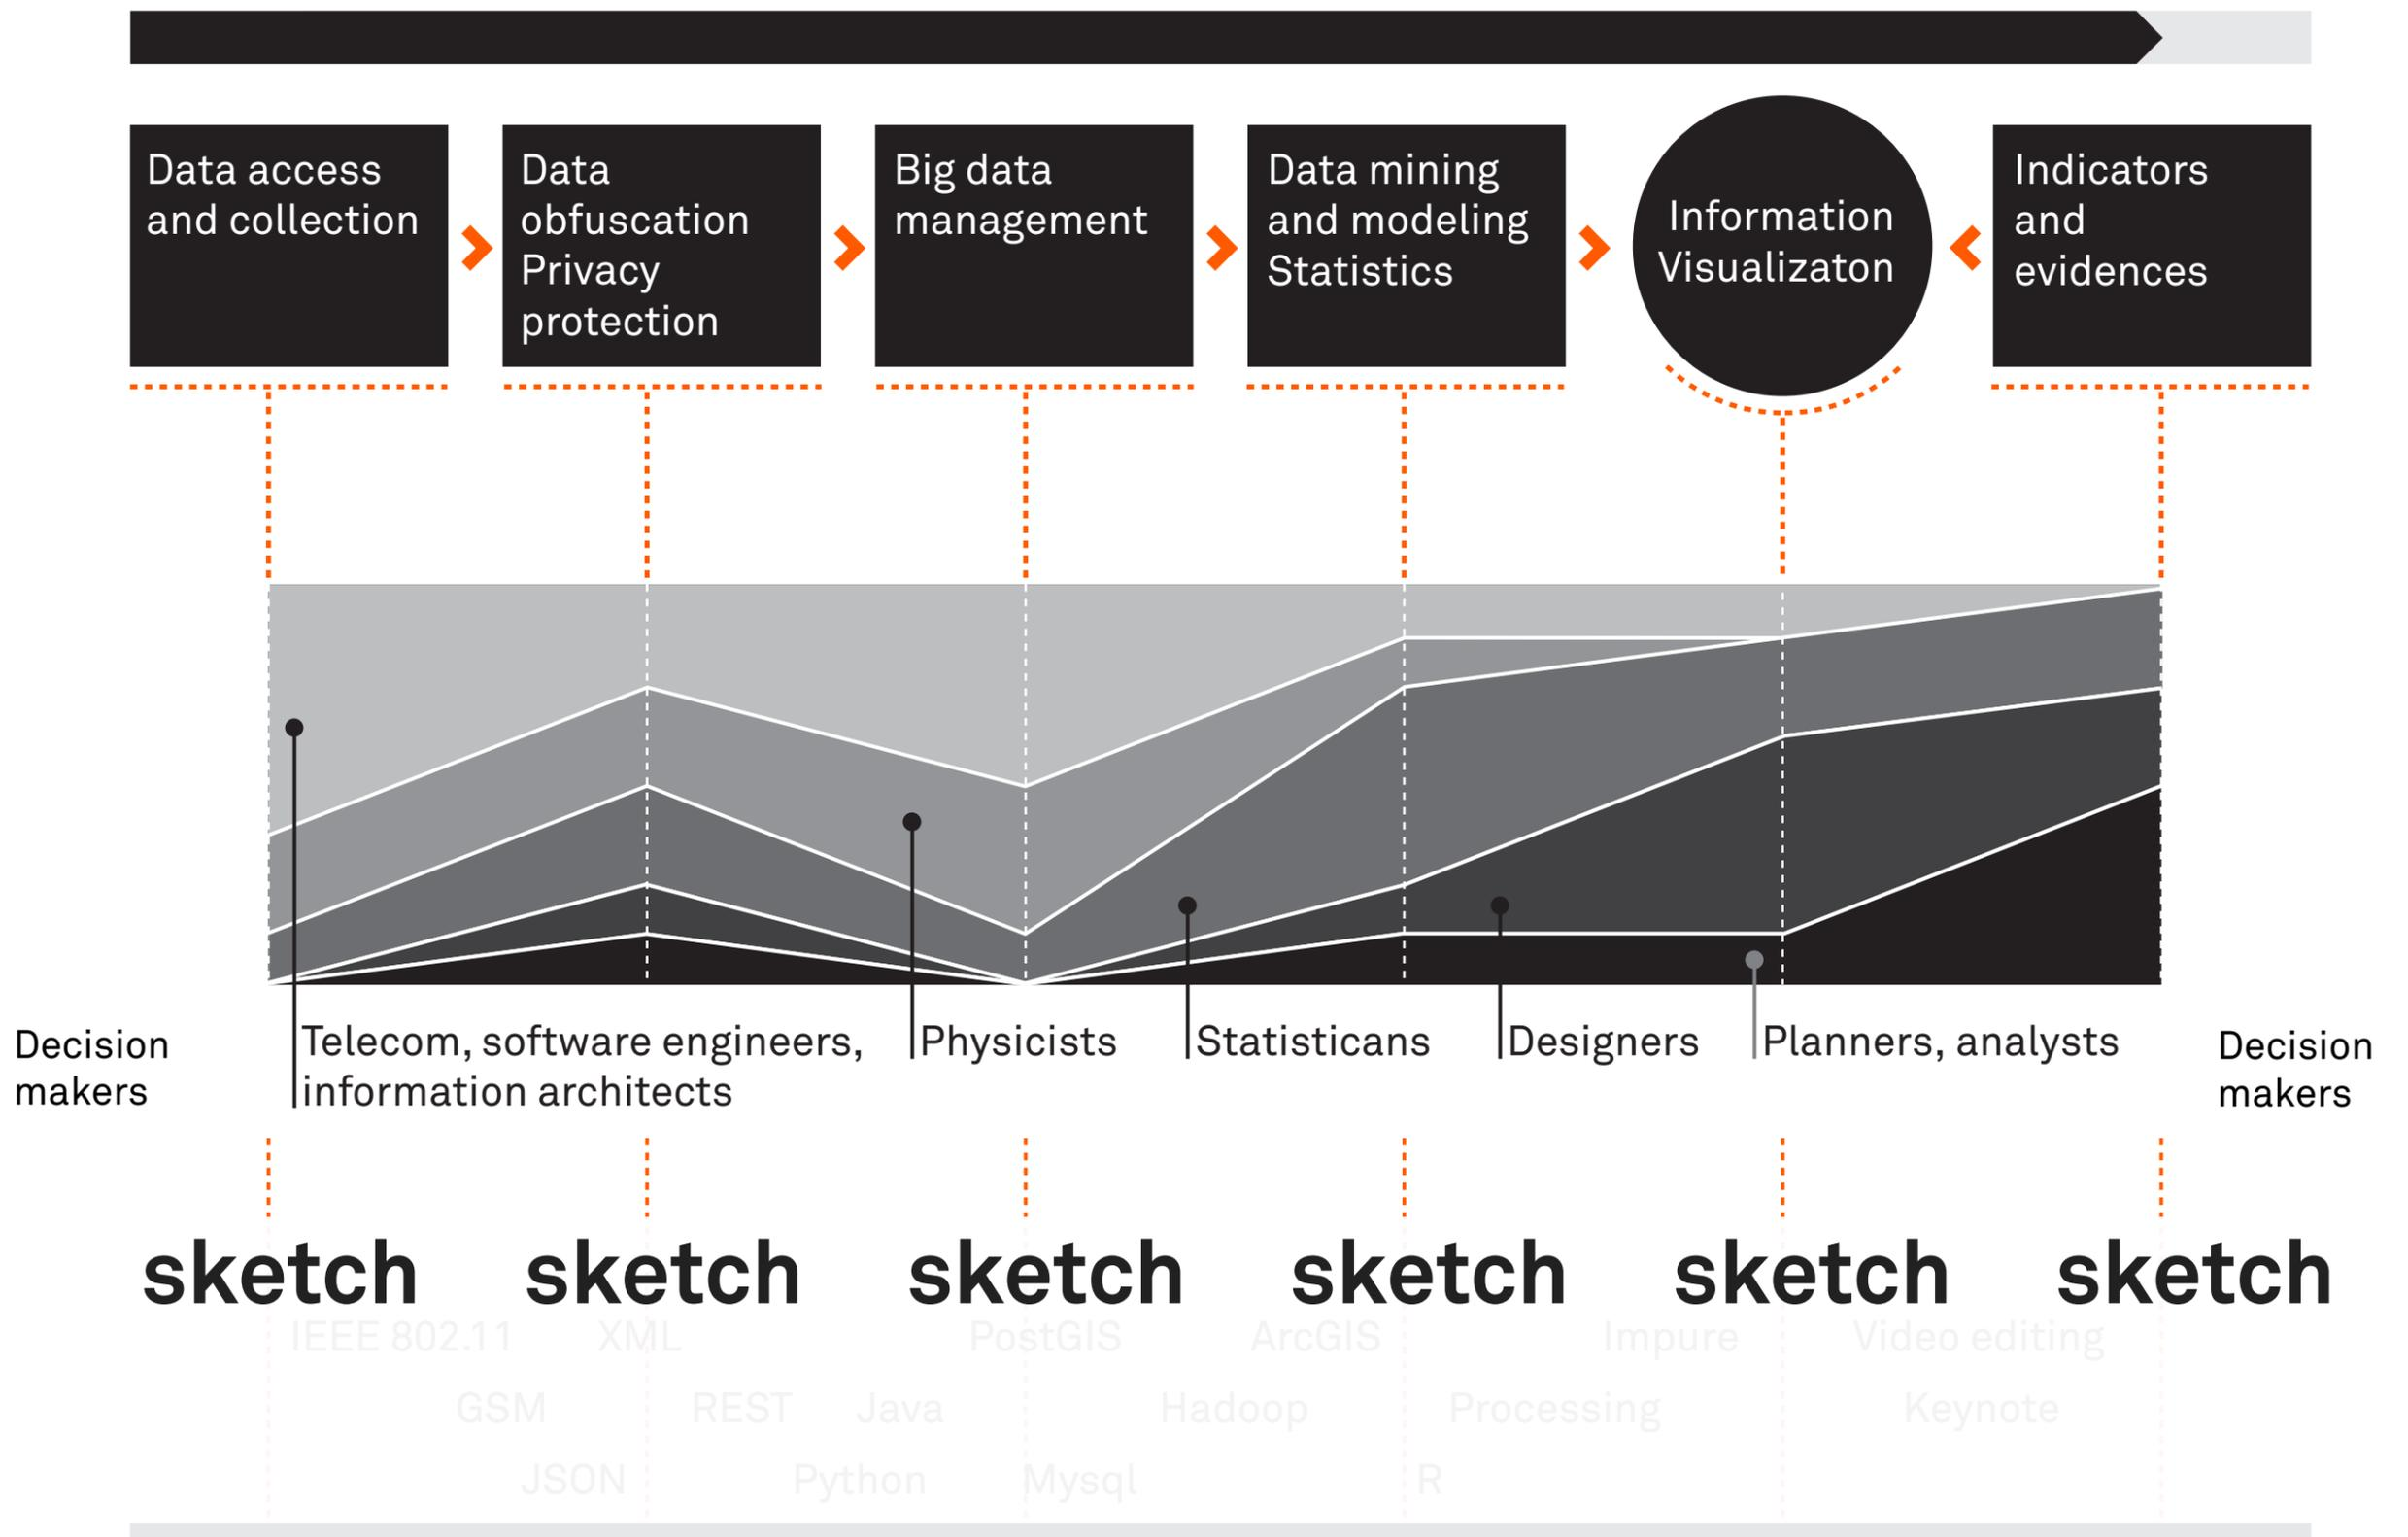 Data access
and collection
Data
obfuscation
Privacy
protection
Big data
management
Data mining
and modeling
Statistics
Information
Visualizaton
Indicators
and
evidences
Decision
makers
Telecom, software engineers,
information architects
Physicists
Statisticans
Designers
Planners, analysts
Decision
makers
sketch sketch sketch sketch sketch sketch
IEEE 802.11 XML PostGIS ArcGIS Impure Video editing
GSM REST Java Hadoop Processing Keynote
JSON Python Mysql R